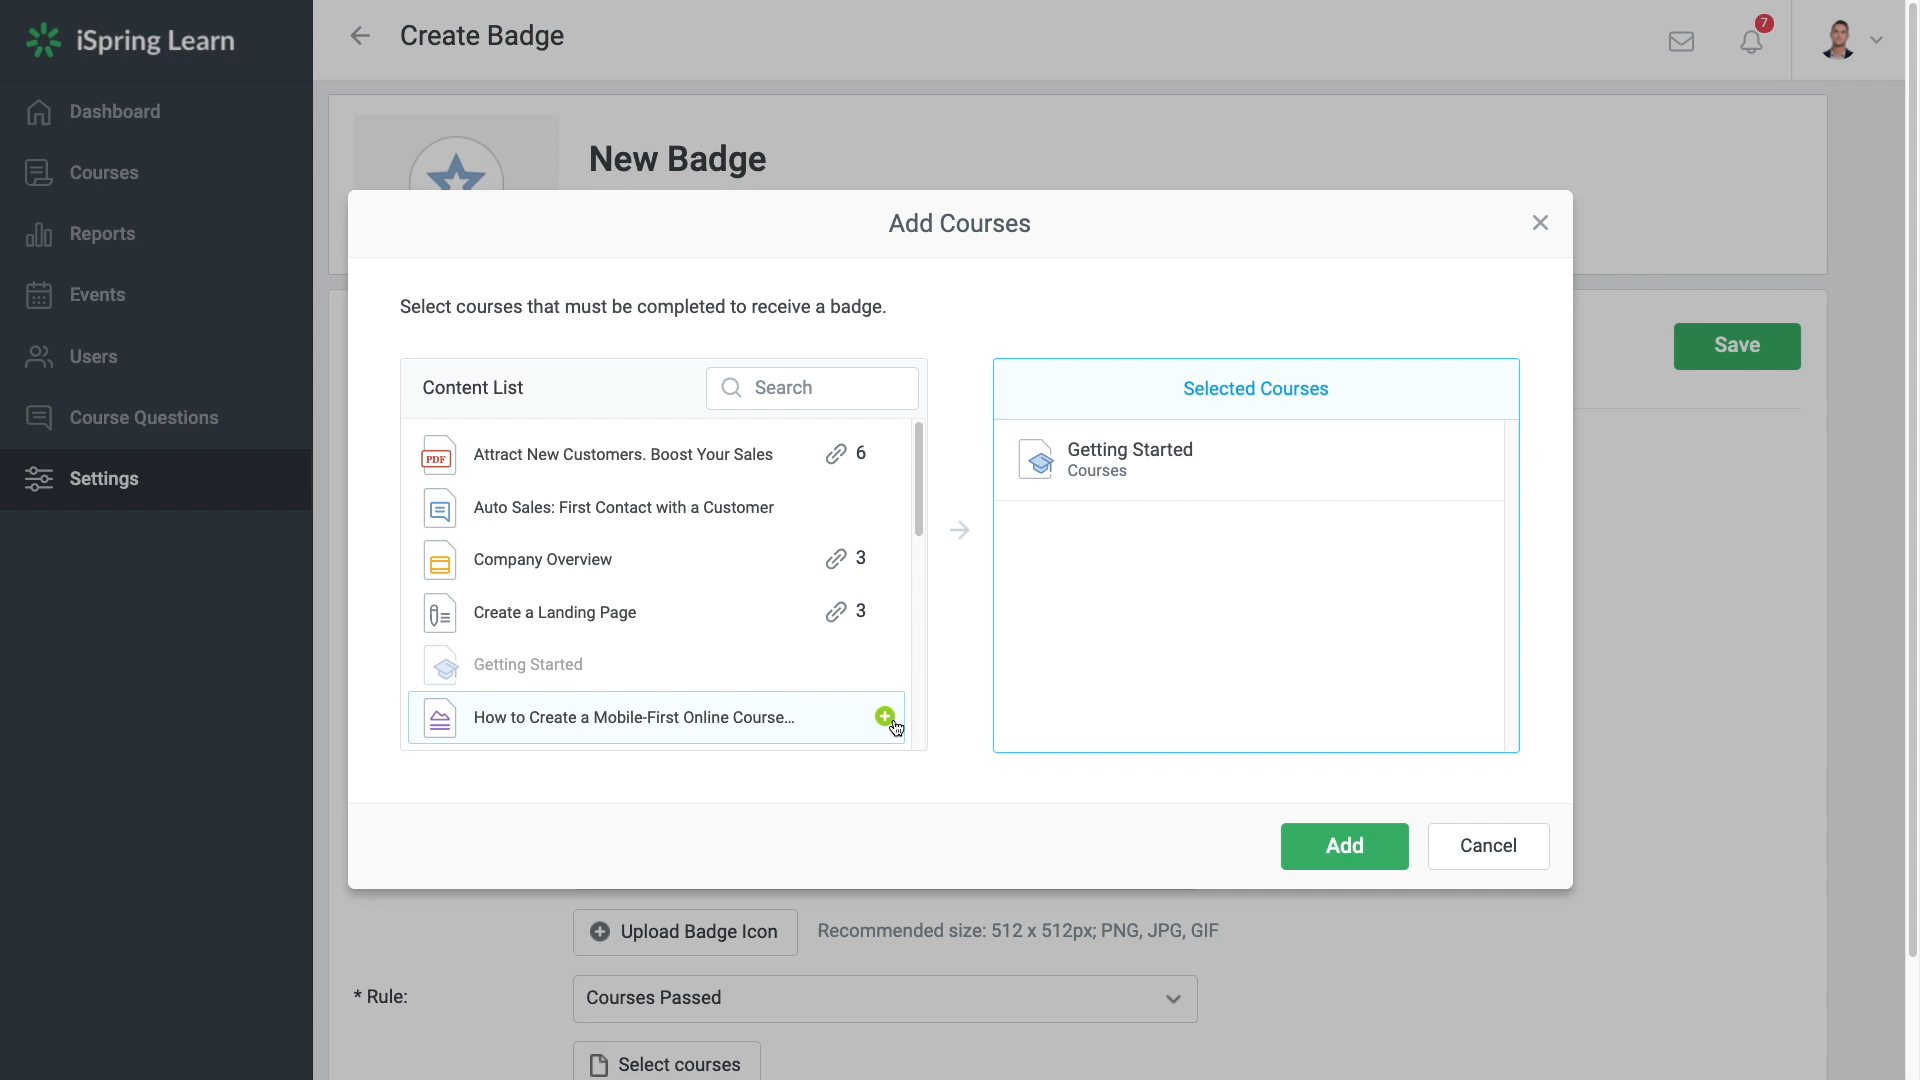 iSpring Learn
Create Badge
7
Dashboard
Courses
Reports
Events
Users
Course Questions
Settings
New Badge
Save
Add Courses
Select courses that must be completed to receive a badge.
Content List
Search
PDF
Attract New Customers. Boost Your Sales
6
Auto Sales: First Contact with a Customer
Company Overview
3
Create a Landing Page
3
Getting Started
How to Create a Mobile-First Online Course...
Selected Courses
Getting Started
Courses
Add
Cancel
Upload Badge Icon
Recommended size: 512 x 512px; PNG, JPG, GIF
* Rule:
Courses Passed
Select courses